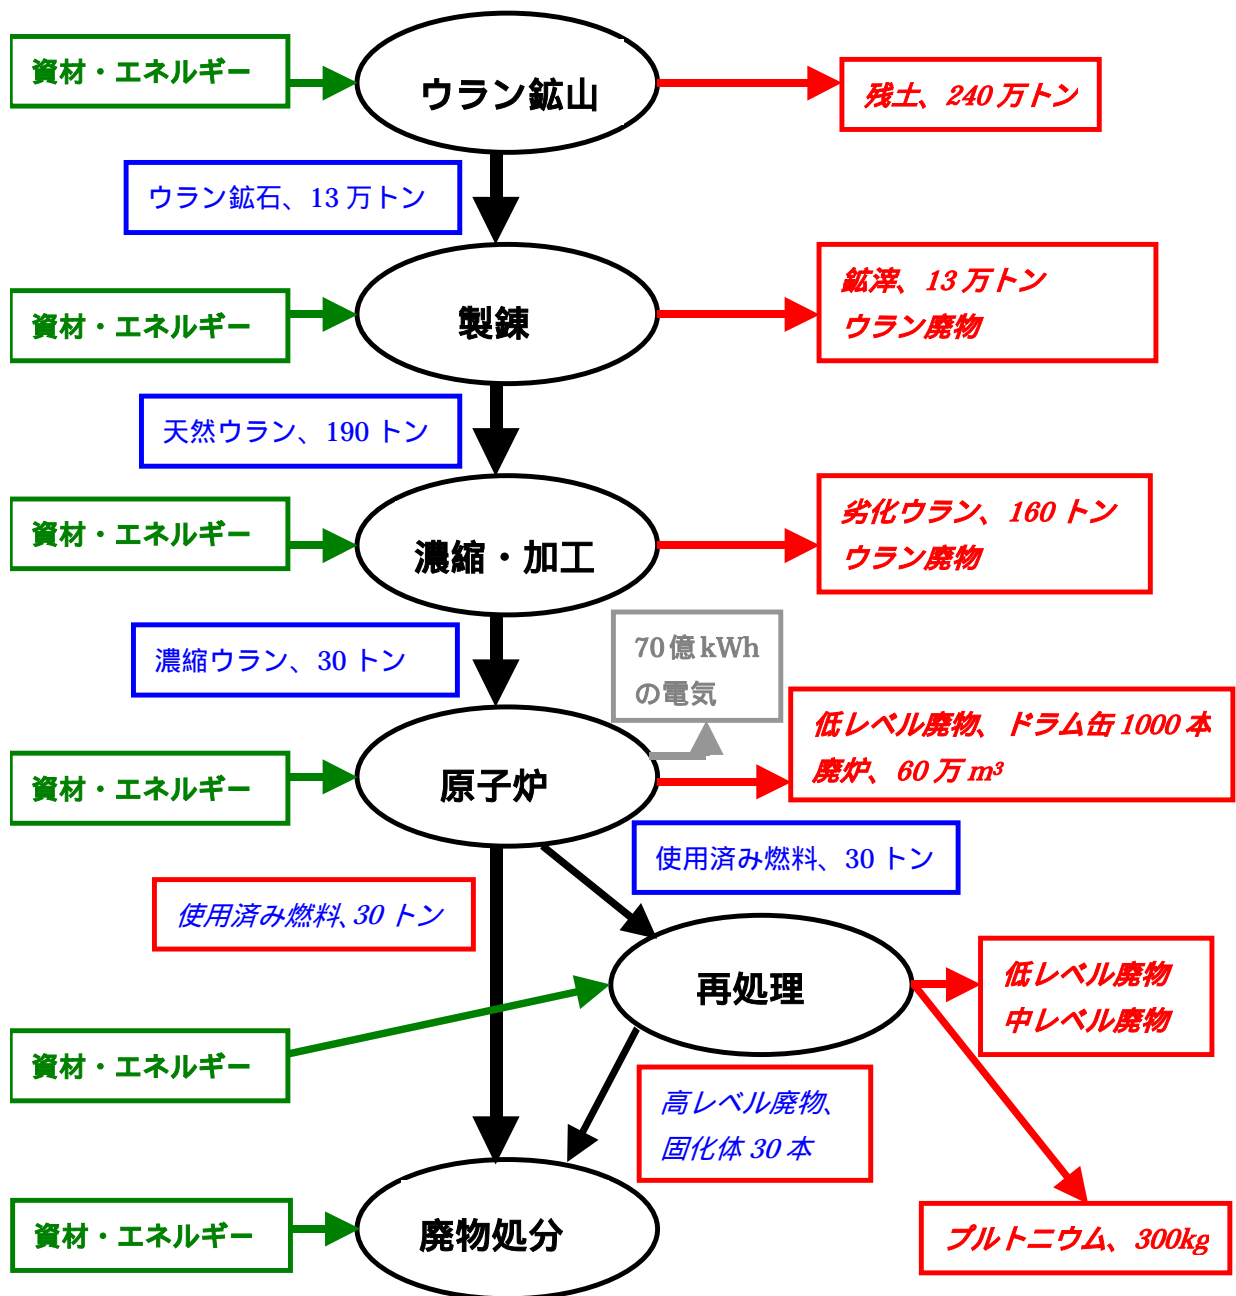 資材・エネルギー
ウラン鉱山
残土、240万トン
ウラン鉱石、13万トン
資材・エネルギー
製錬
鉱滓、13万トン
ウラン廃物
天然ウラン、190トン
資材・エネルギー
濃縮・加工
劣化ウラン、160トン
ウラン廃物
濃縮ウラン、30トン
70億kWh
の電気
資材・エネルギー
原子炉
低レベル廃物、ドラム缶1000本
廃炉、60万m³
使用済み燃料、30トン
使用済み燃料、30トン
再処理
低レベル廃物
中レベル廃物
資材・エネルギー
高レベル廃物、
固化体30本
資材・エネルギー
廃物処分
プルトニウム、300kg